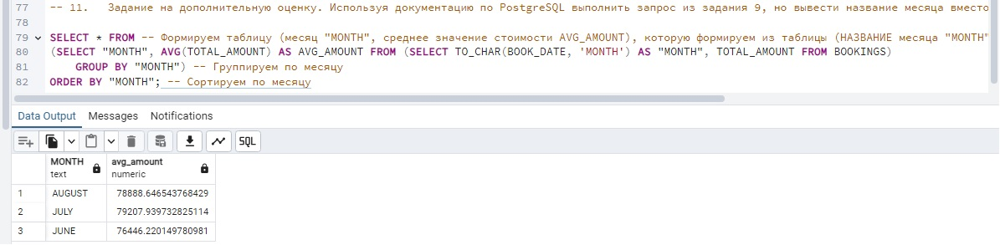 77 -- 11. Задание на дополнительную оценку. Используя документацию по PostgreSQL выполнить запрос из задания 9, но вывести название месяца вместо
78
79 SELECT * FROM -- Формируем таблицу (месяц "MONTH", среднее значение стоимости AVG_AMOUNT), которую формируем из таблицы (НАЗВАНИЕ месяца "MONTH"
80 (SELECT "MONTH", AVG(TOTAL_AMOUNT) AS AVG_AMOUNT FROM (SELECT TO_CHAR(BOOK_DATE, 'MONTH') AS "MONTH", TOTAL_AMOUNT FROM BOOKINGS)
81 GROUP BY "MONTH") -- Группируем по месяцу
82 ORDER BY "MONTH"; -- Сортируем по месяцу
Data Output Messages Notifications
SQL
MONTH avg_amount
text numeric
1 AUGUST 78888.646543768429
2 JULY 79207.939732825114
3 JUNE 76446.220149780981